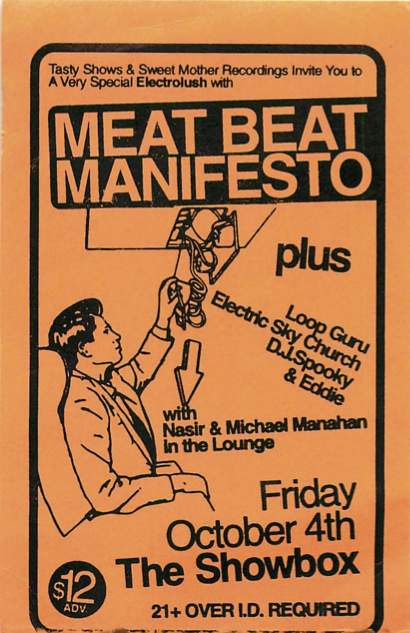 Tasty Shows & Sweet Mother Recordings Invite You to
A Very Special Electrolush with
MEAT BEAT
MANIFESTO
plus
Loop Guru
Electric Sky Church
D.J.Spooky
& Eddie
with
Nasir & Michael Manahan
in the Lounge
Friday
October 4th
The Showbox
$12
ADV.
21+ OVER I.D. REQUIRED